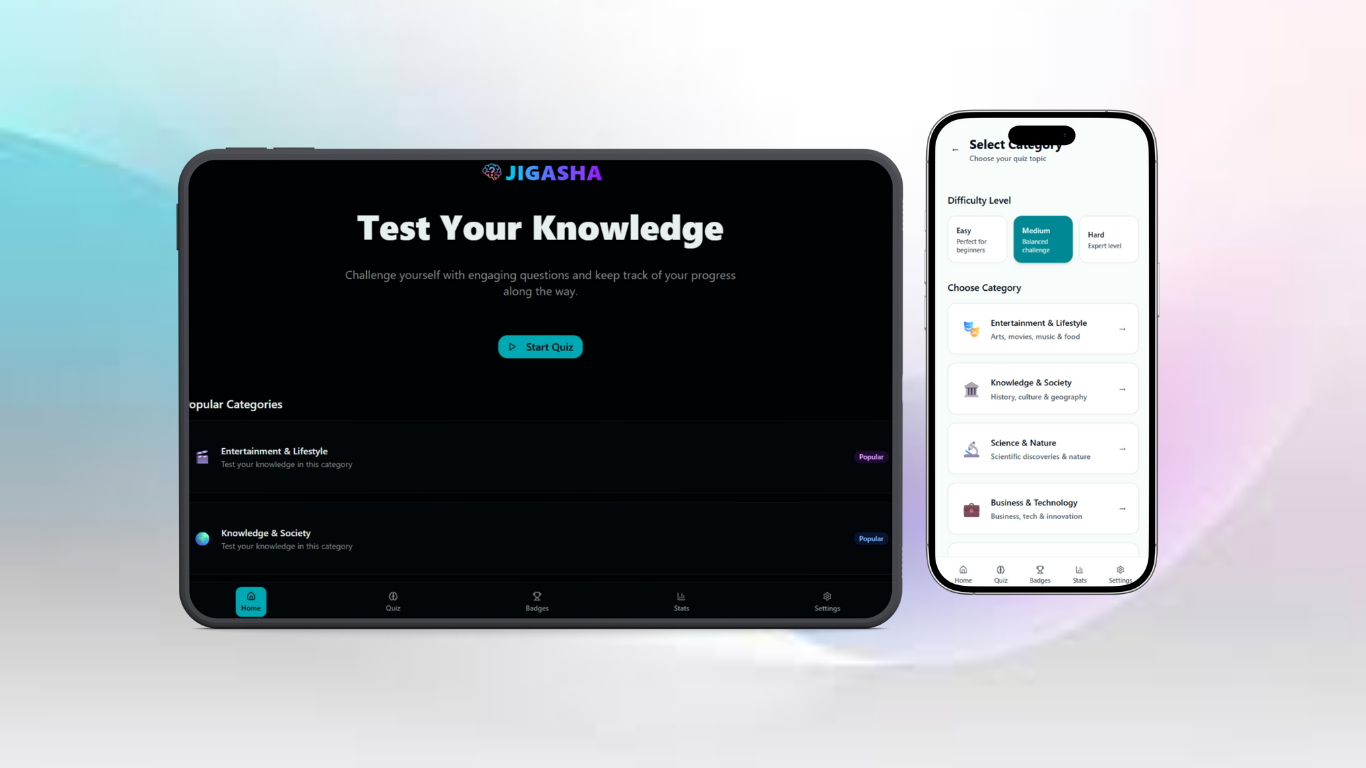 JIGASHA
Test Your Knowledge
Challenge yourself with engaging questions and keep track of your progress
along the way.
Start Quiz
opular Categories
Entertainment & Lifestyle
Test your knowledge in this category
Popular
Knowledge & Society
Test your knowledge in this category
Popular
Home
Quiz
Badges
Stats
Settings
← Select Category
Choose your quiz topic
Difficulty Level
Easy
Perfect for
beginners
Medium
Balanced
challenge
Hard
Expert level
Choose Category
Entertainment & Lifestyle →
Arts, movies, music & food
Knowledge & Society →
History, culture & geography
Science & Nature →
Scientific discoveries & nature
Business & Technology →
Business, tech & innovation
Home
Quiz
Badges
Stats
Settings